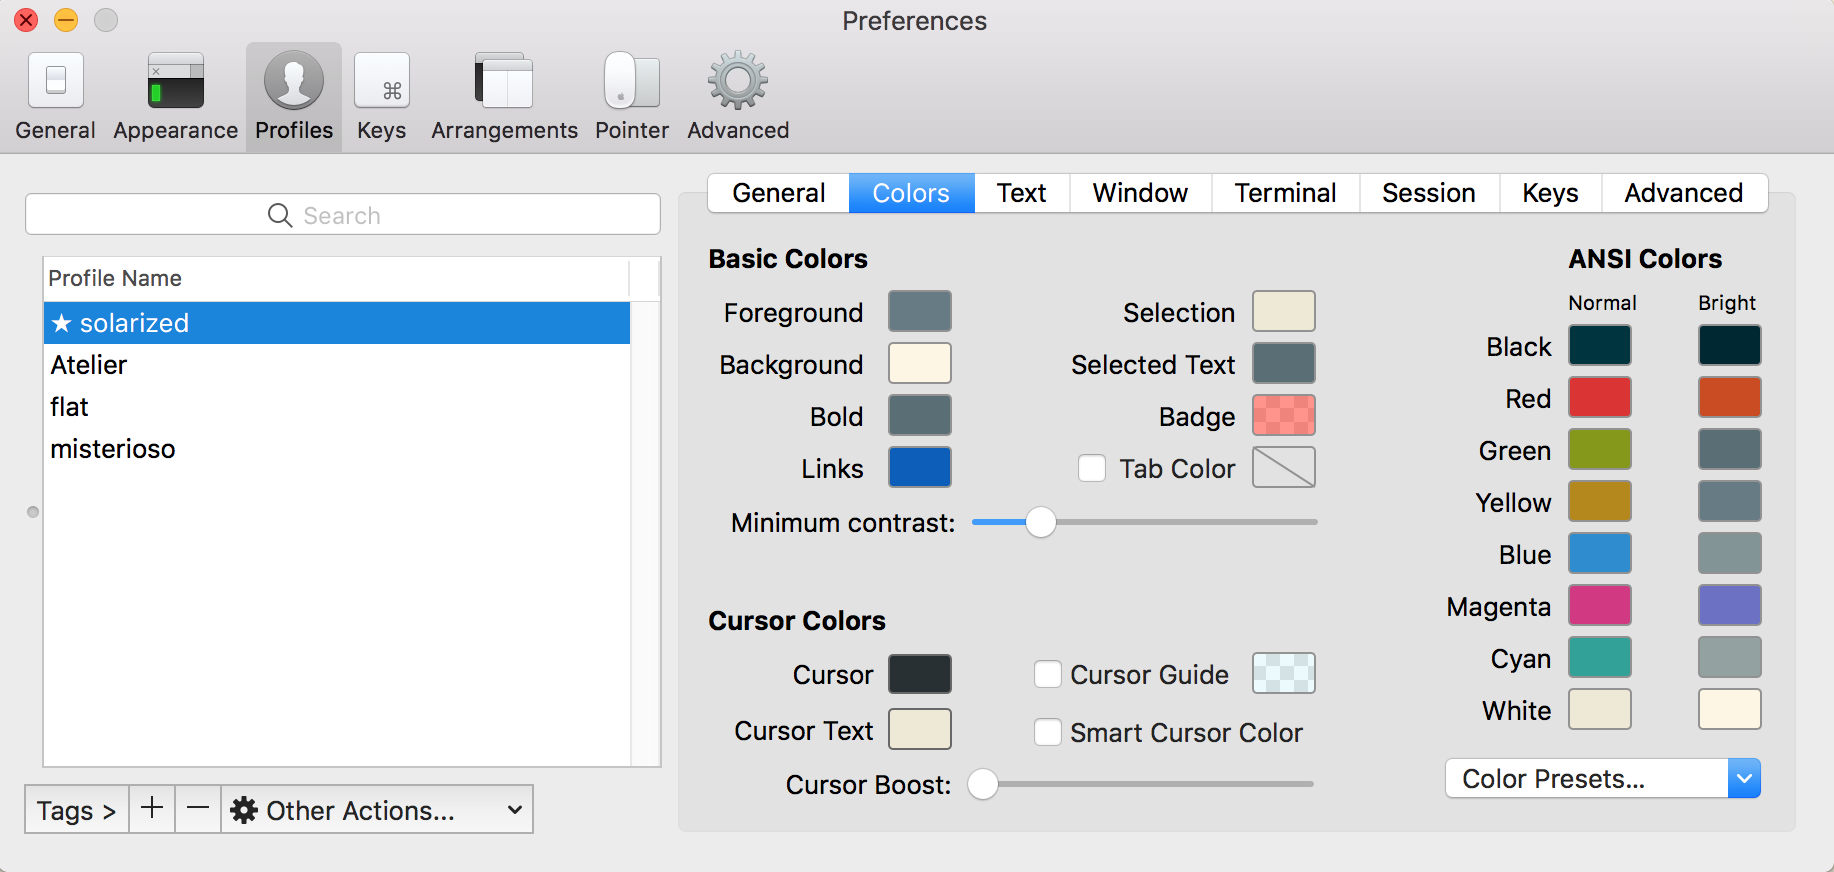 Preferences
General Appearance Profiles Keys Arrangements Pointer Advanced
Search
Profile Name
★ solarized
Atelier
flat
misterioso
Tags >
Other Actions...
General Colors Text Window Terminal Session Keys Advanced
Basic Colors
Foreground
Background
Bold
Links
Selection
Selected Text
Badge
Tab Color
Minimum contrast:
Cursor Colors
Cursor
Cursor Text
Cursor Guide
Smart Cursor Color
Cursor Boost:
ANSI Colors
Normal Bright
Black
Red
Green
Yellow
Blue
Magenta
Cyan
White
Color Presets...